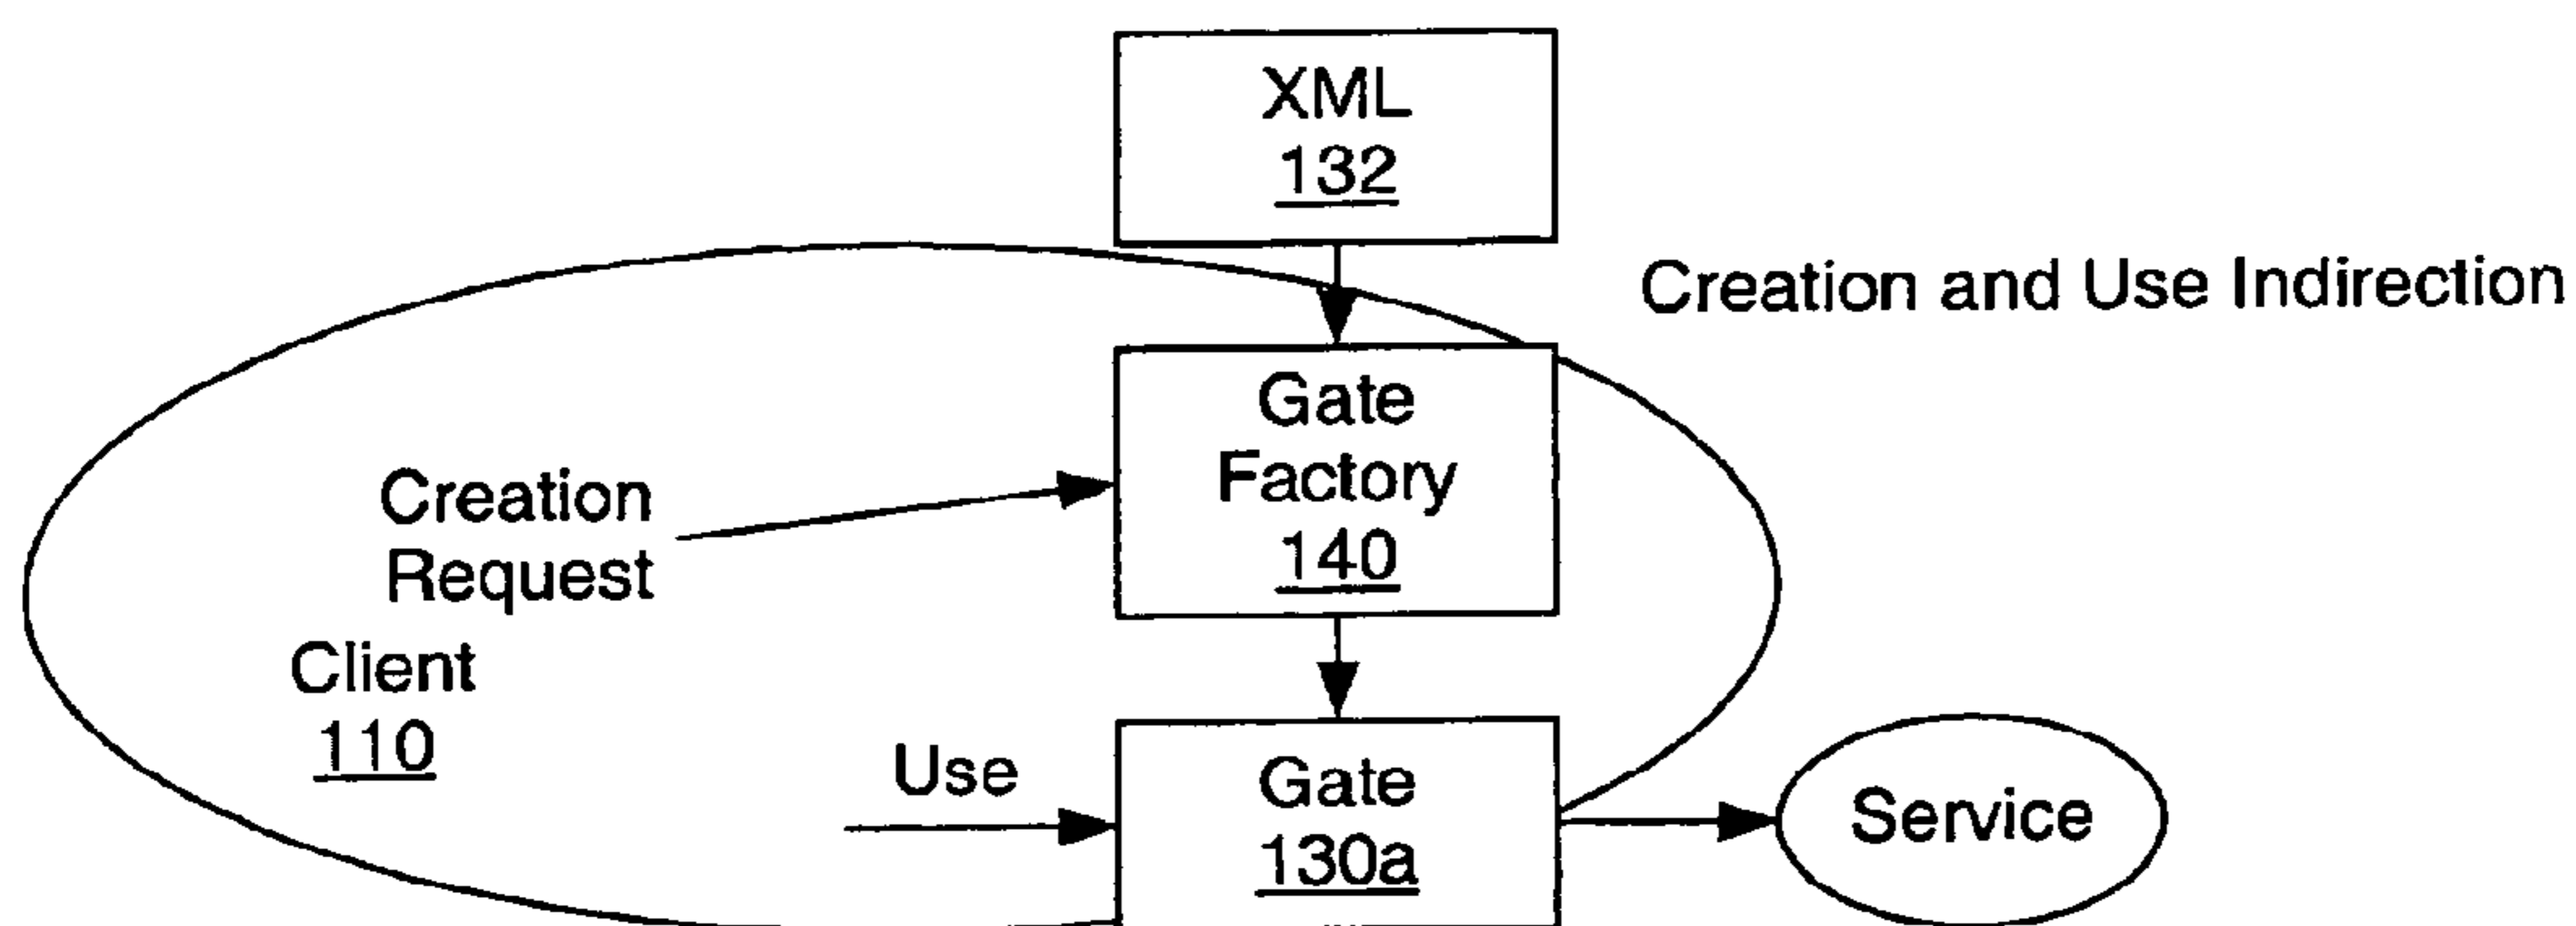 XML
132
Creation and Use Indirection
Gate
Factory
140
Creation
Request
Client
110
Use
Gate
130a
Service